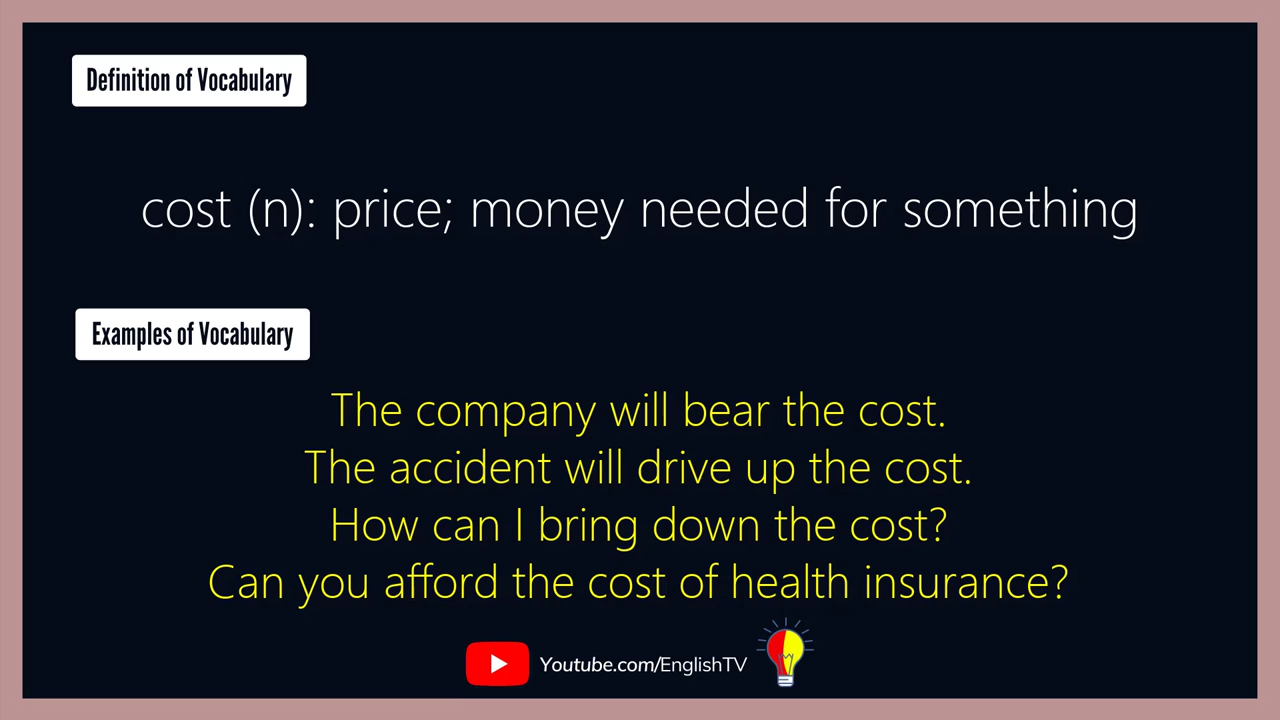 Definition of Vocabulary
cost (n): price; money needed for something
Examples of Vocabulary
The company will bear the cost.
The accident will drive up the cost.
How can I bring down the cost?
Can you afford the cost of health insurance?
Youtube.com/EnglishTV